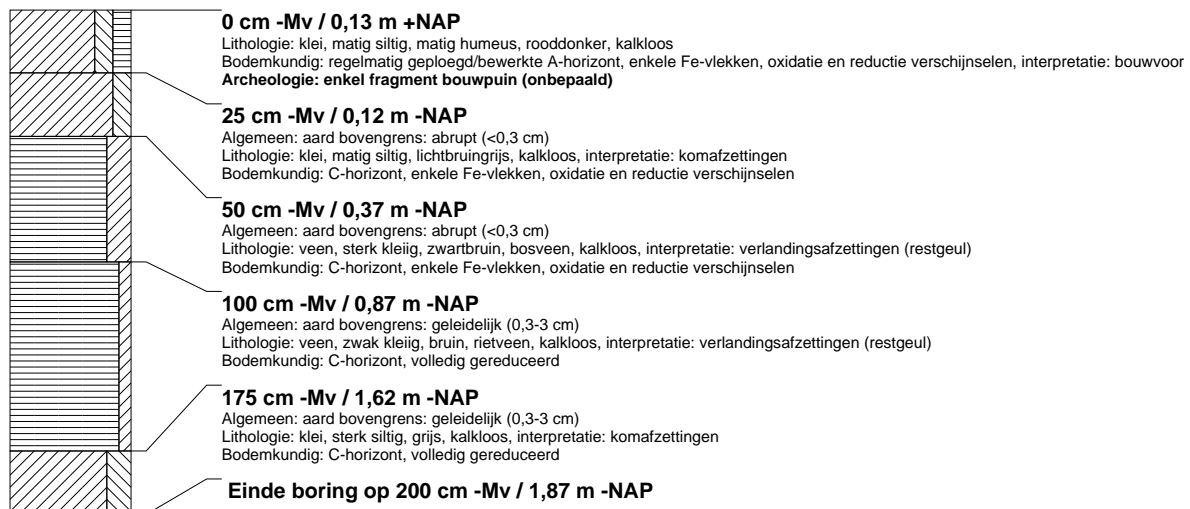 0 cm -Mv / 0,13 m +NAP
Lithologie: klei, matig siltig, matig humeus, rooddonker, kalkloos
Bodemkundig: regelmatig geploegd/bewerkte A-horizont, enkele Fe-vlekken, oxidatie en reductie verschijnselen, interpretatie: bouwvoor
Archeologie: enkel fragment bouwpuin (onbepaald)
25 cm -Mv / 0,12 m -NAP
Algemeen: aard bovengrens: abrupt (<0,3 cm)
Lithologie: klei, matig siltig, lichtbruingrijs, kalkloos, interpretatie: komafzettingen
Bodemkundig: C-horizont, enkele Fe-vlekken, oxidatie en reductie verschijnselen
50 cm -Mv / 0,37 m -NAP
Algemeen: aard bovengrens: abrupt (<0,3 cm)
Lithologie: veen, sterk kleiig, zwartbruin, bosveen, kalkloos, interpretatie: verlandingsafzettingen (restgeul)
Bodemkundig: C-horizont, enkele Fe-vlekken, oxidatie en reductie verschijnselen
100 cm -Mv / 0,87 m -NAP
Algemeen: aard bovengrens: geleidelijk (0,3-3 cm)
Lithologie: veen, zwak kleiig, bruin, rietveen, kalkloos, interpretatie: verlandingsafzettingen (restgeul)
Bodemkundig: C-horizont, volledig gereduceerd
175 cm -Mv / 1,62 m -NAP
Algemeen: aard bovengrens: geleidelijk (0,3-3 cm)
Lithologie: klei, sterk siltig, grijs, kalkloos, interpretatie: komafzettingen
Bodemkundig: C-horizont, volledig gereduceerd
Einde boring op 200 cm -Mv / 1,87 m -NAP